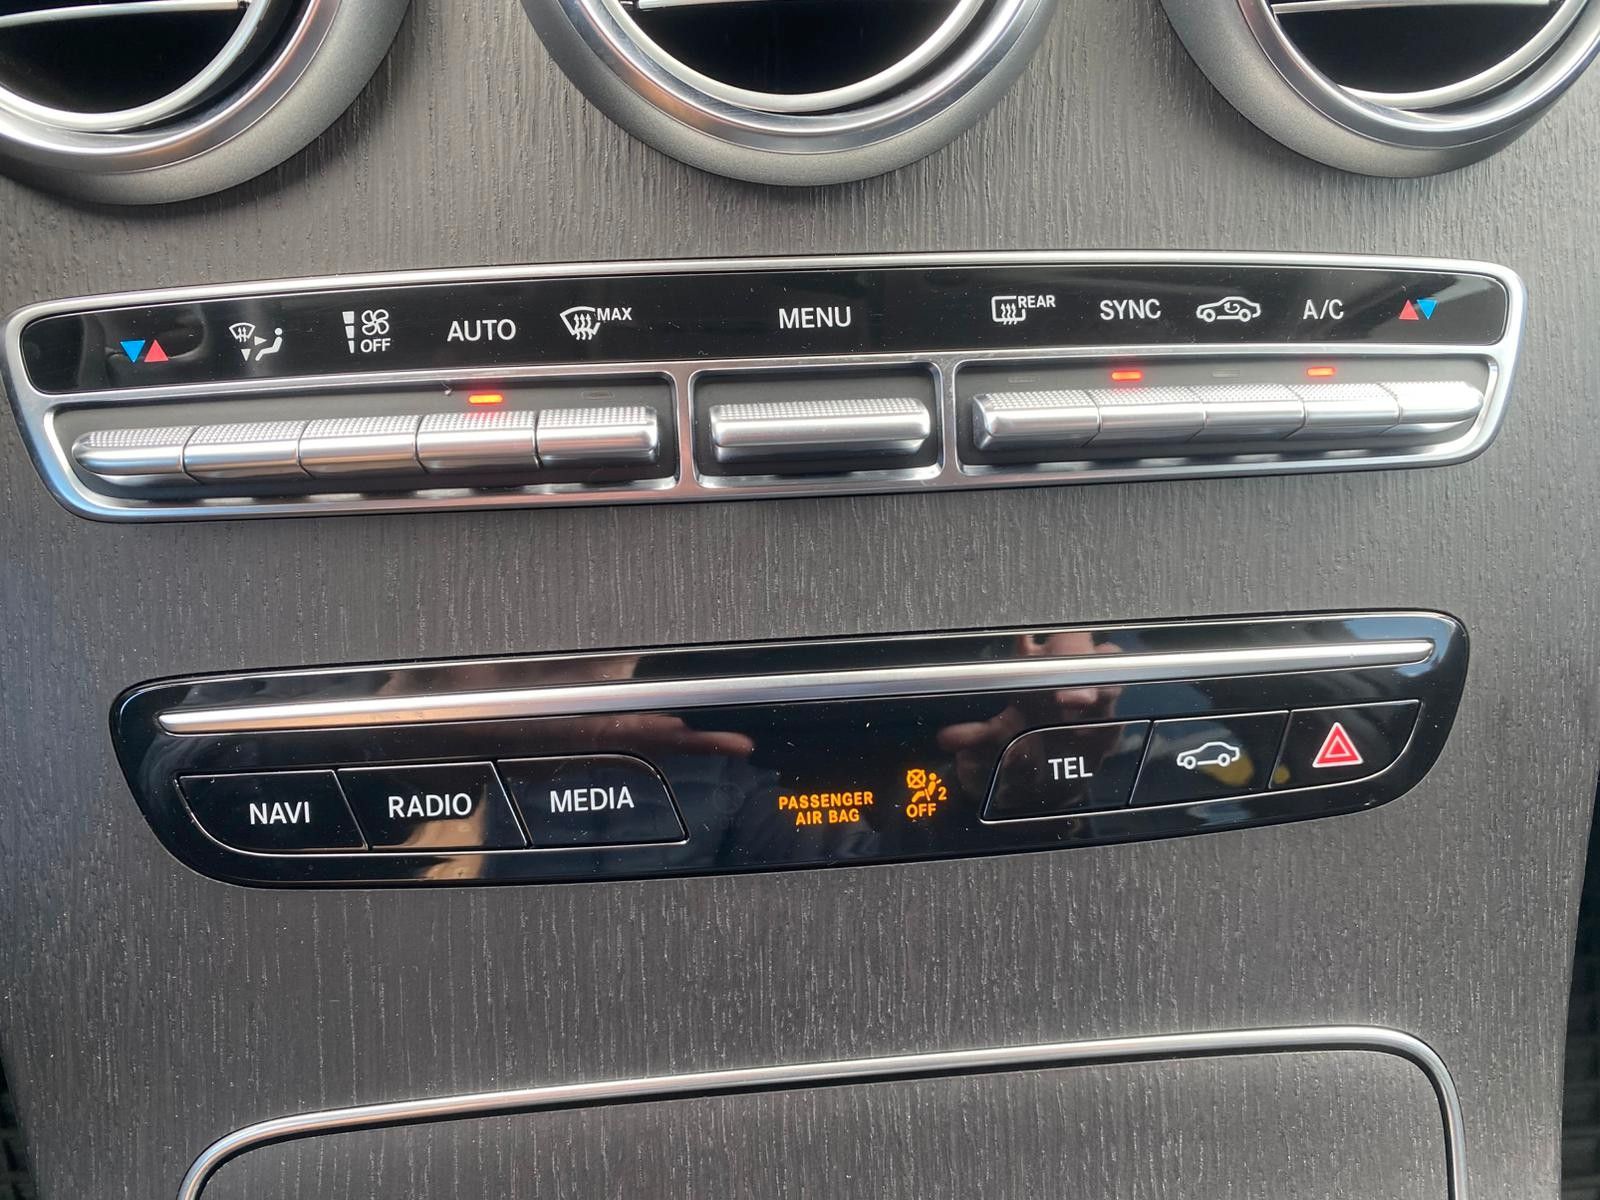 OFF
AUTO
MAX
MENU
REAR
SYNC
A/C
NAVI
RADIO
MEDIA
PASSENGER
AIR BAG
2
OFF
TEL